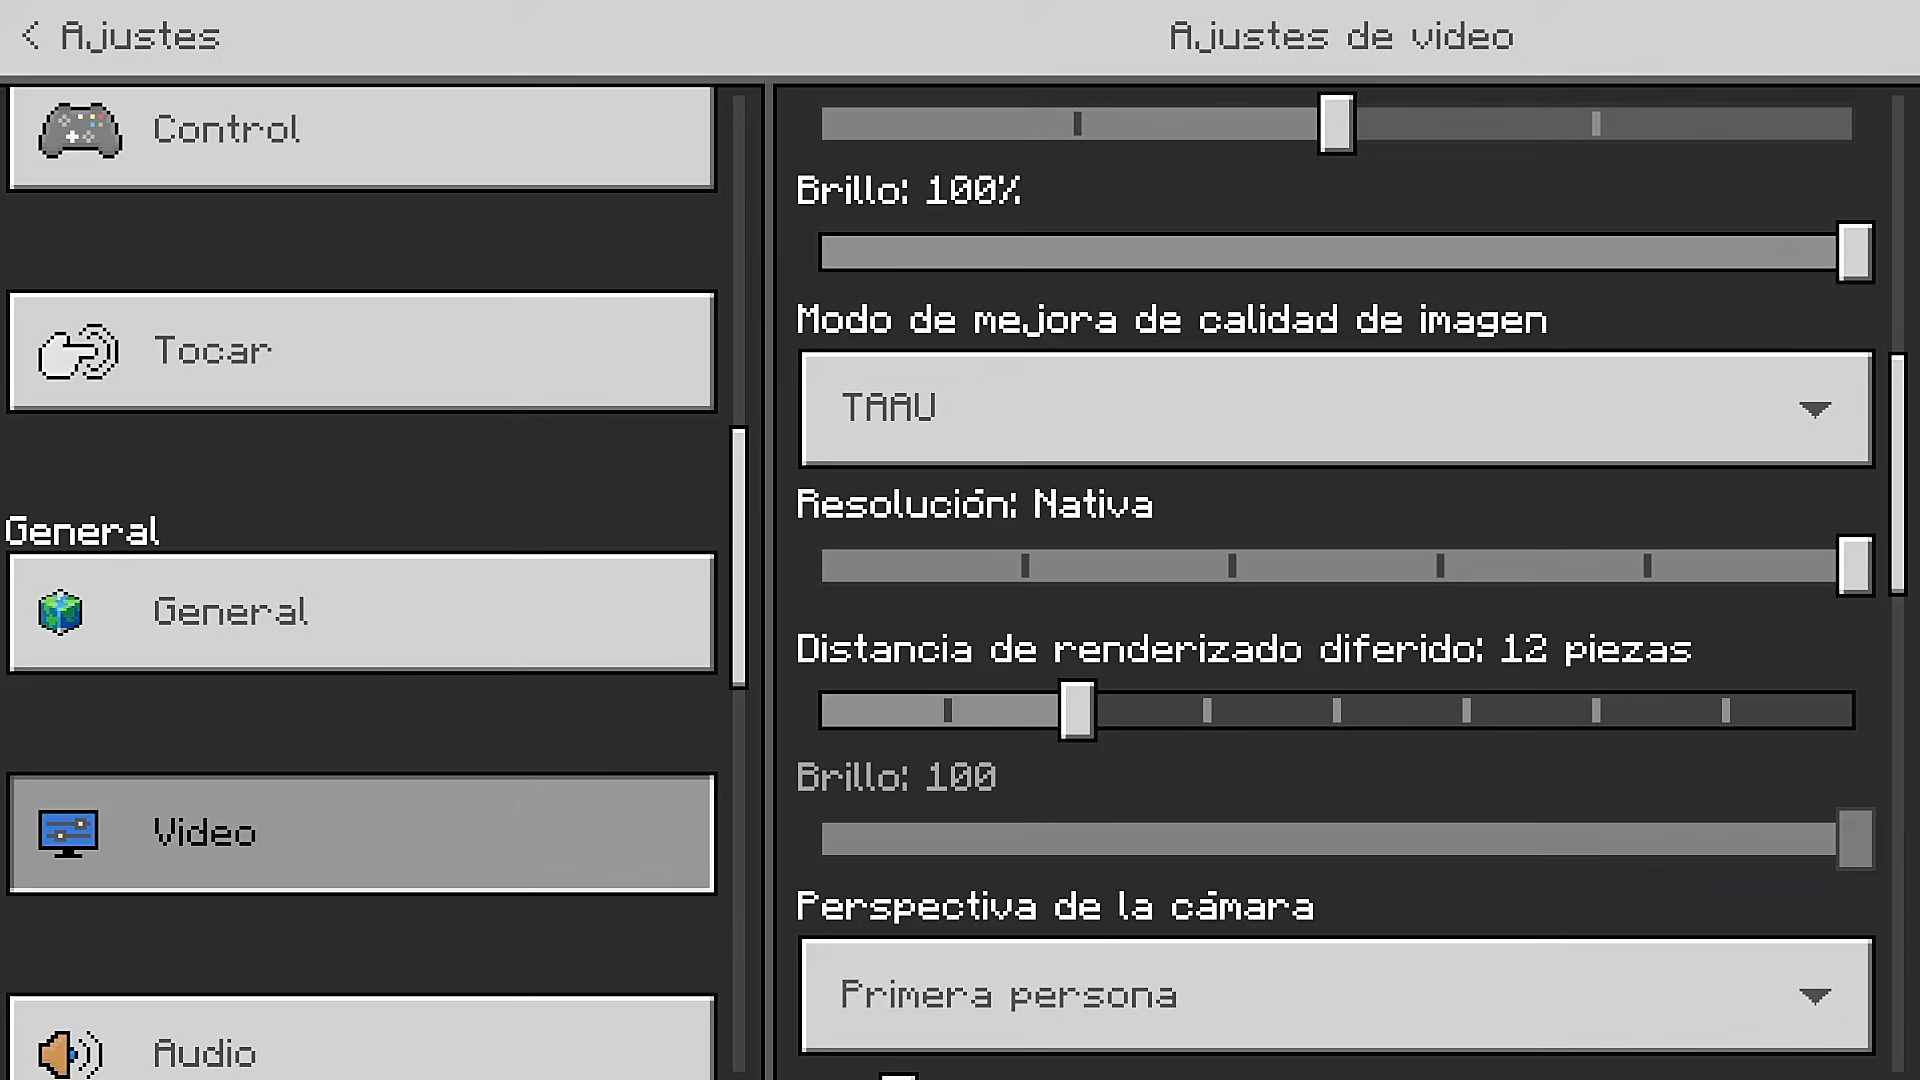 Ajustes
Ajustes de video
Control
Tocar
General
General
Video
Audio
Brillo: 100%
Modo de mejora de calidad de imagen
TAAU
Resolución: Nativa
Distancia de renderizado diferido: 12 piezas
Brillo: 100
Perspectiva de la cámara
Primera persona